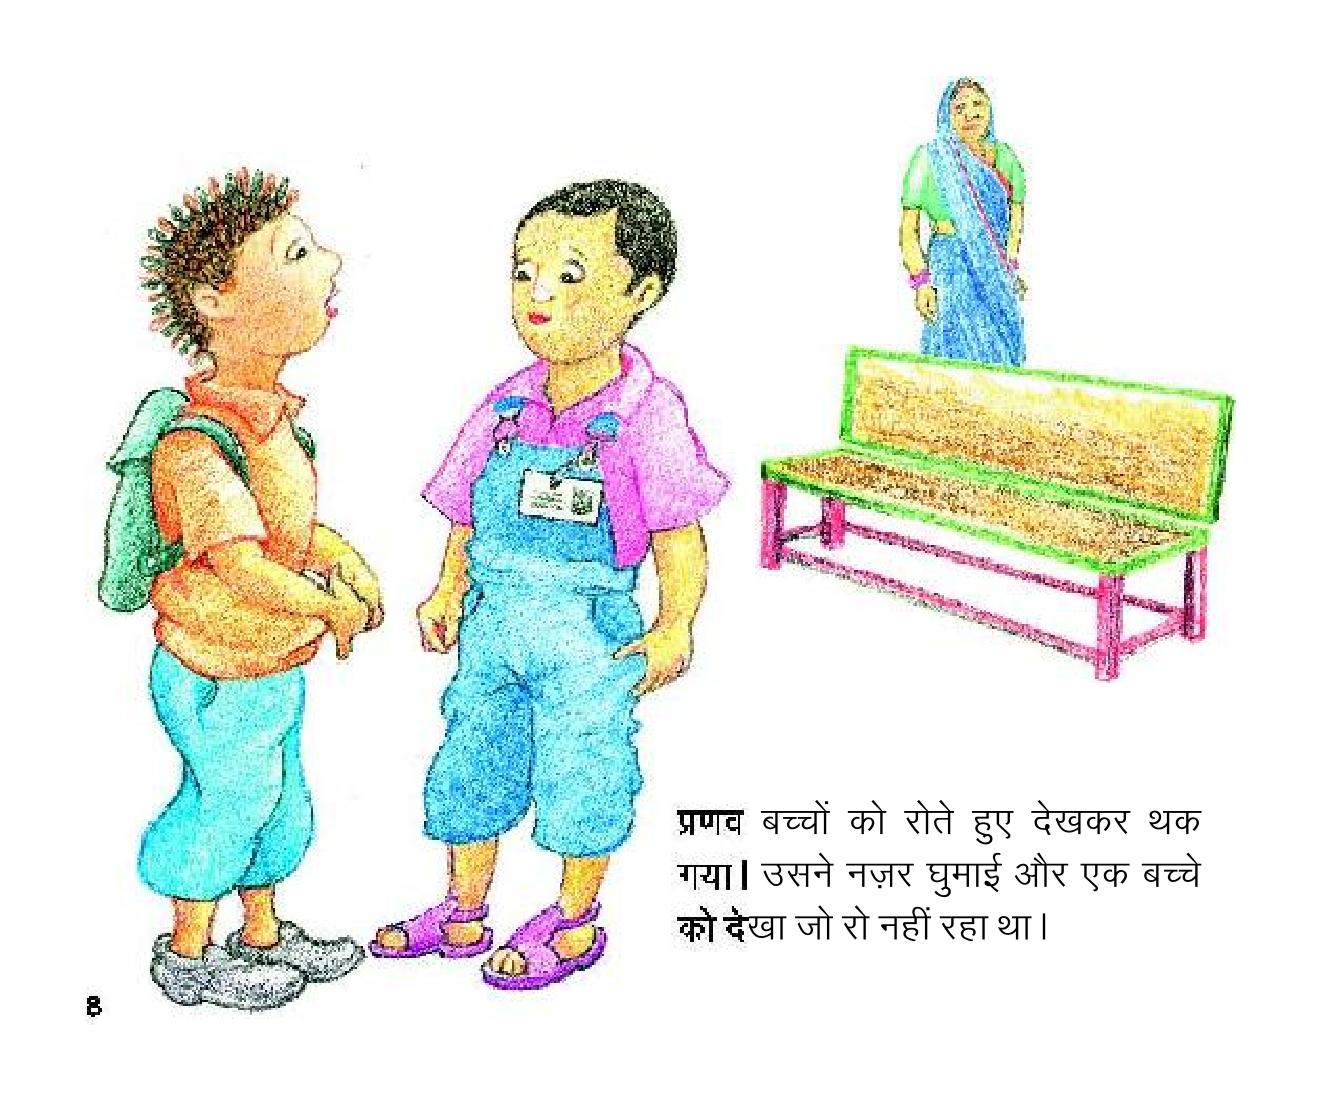 प्रणव बच्चों को रोते हुए देखकर थक
गया। उसने नज़र घुमाई और एक बच्चे
को देखा जो रो नहीं रहा था।
8